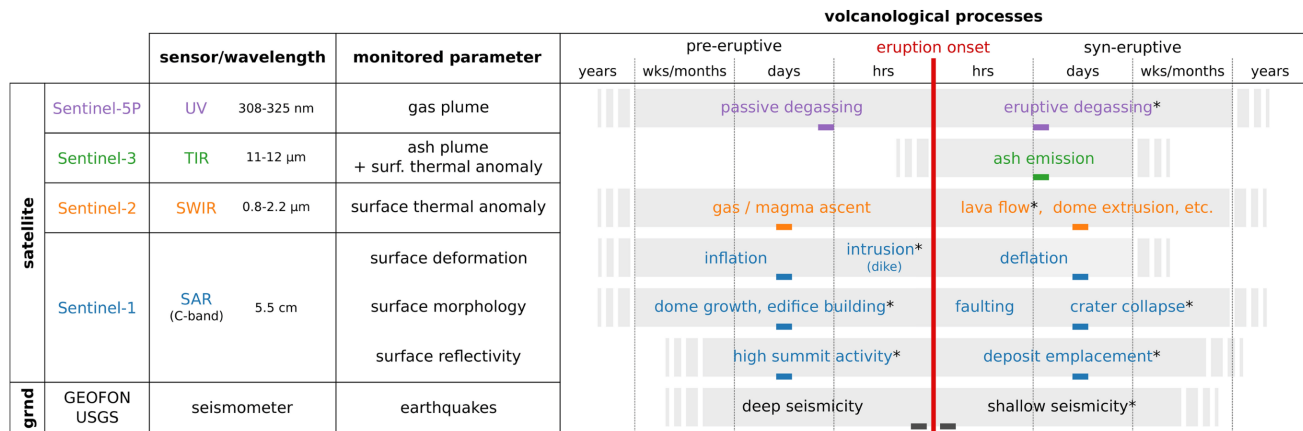 volcanological processes
sensor/wavelength
monitored parameter
pre-eruptive
eruption onset
syn-eruptive
years
wks/months
days
hrs
hrs
days
wks/months
years
satellite
Sentinel-5P
UV
308-325 nm
gas plume
passive degassing
eruptive degassing*
Sentinel-3
TIR
11-12 μm
ash plume
+ surf. thermal anomaly
ash emission
Sentinel-2
SWIR
0.8-2.2 μm
surface thermal anomaly
gas / magma ascent
lava flow*, dome extrusion, etc.
Sentinel-1
SAR
(C-band)
5.5 cm
surface deformation
inflation
intrusion*
(dike)
deflation
surface morphology
dome growth, edifice building*
faulting
crater collapse*
surface reflectivity
high summit activity*
deposit emplacement*
grnd
GEOFON
USGS
seismometer
earthquakes
deep seismicity
shallow seismicity*